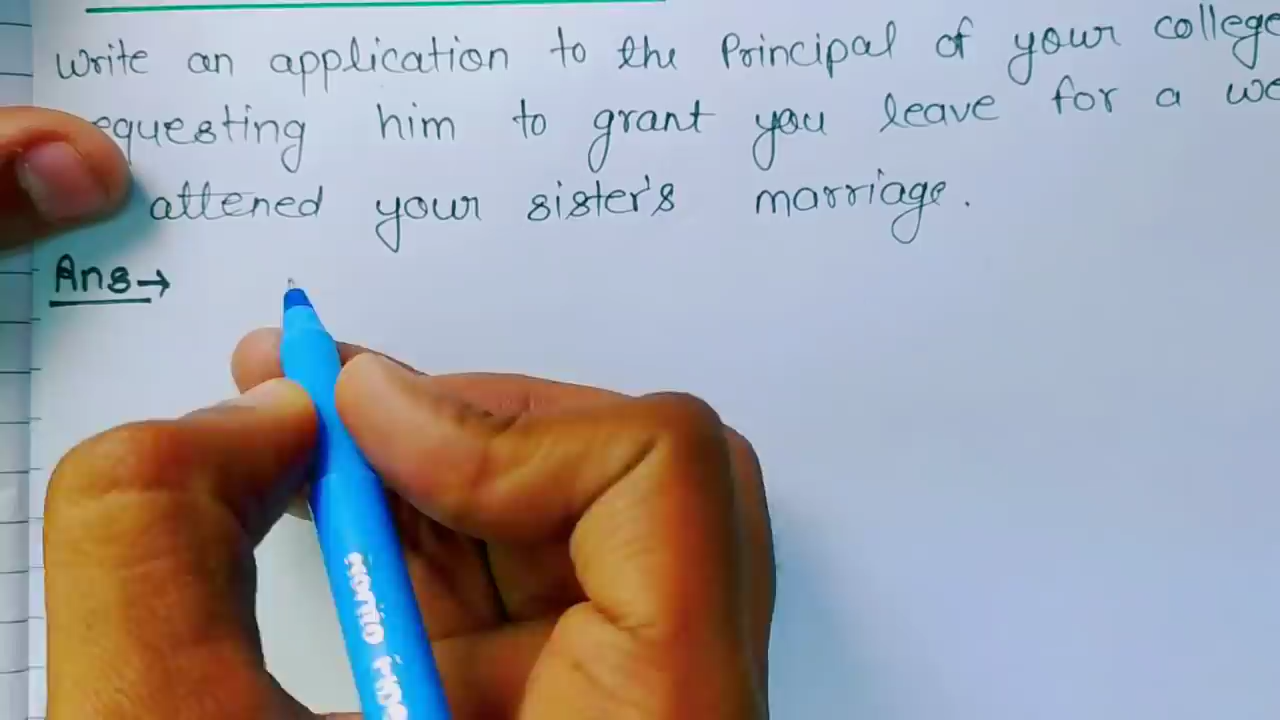 Write an application to the Principal of your college
equesting him to grant you leave for a we
attened your sister's marriage.
Ans→